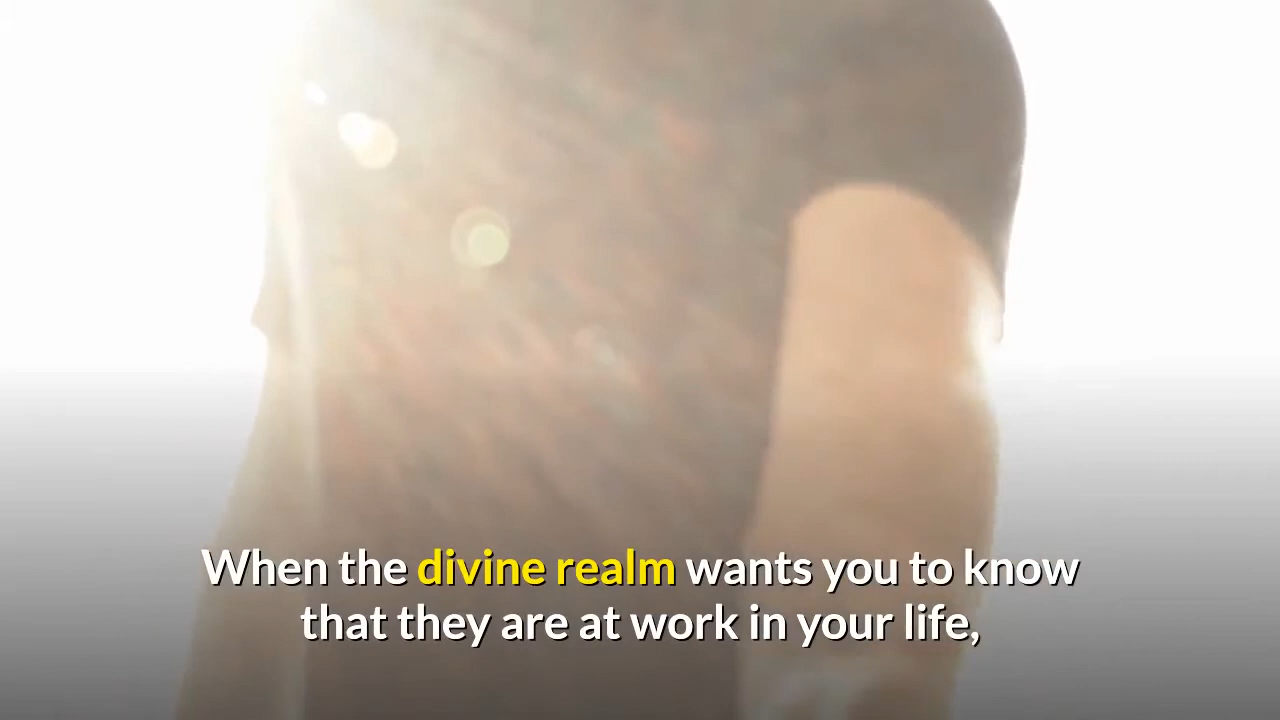 When the divine realm wants you to know
that they are at work in your life,